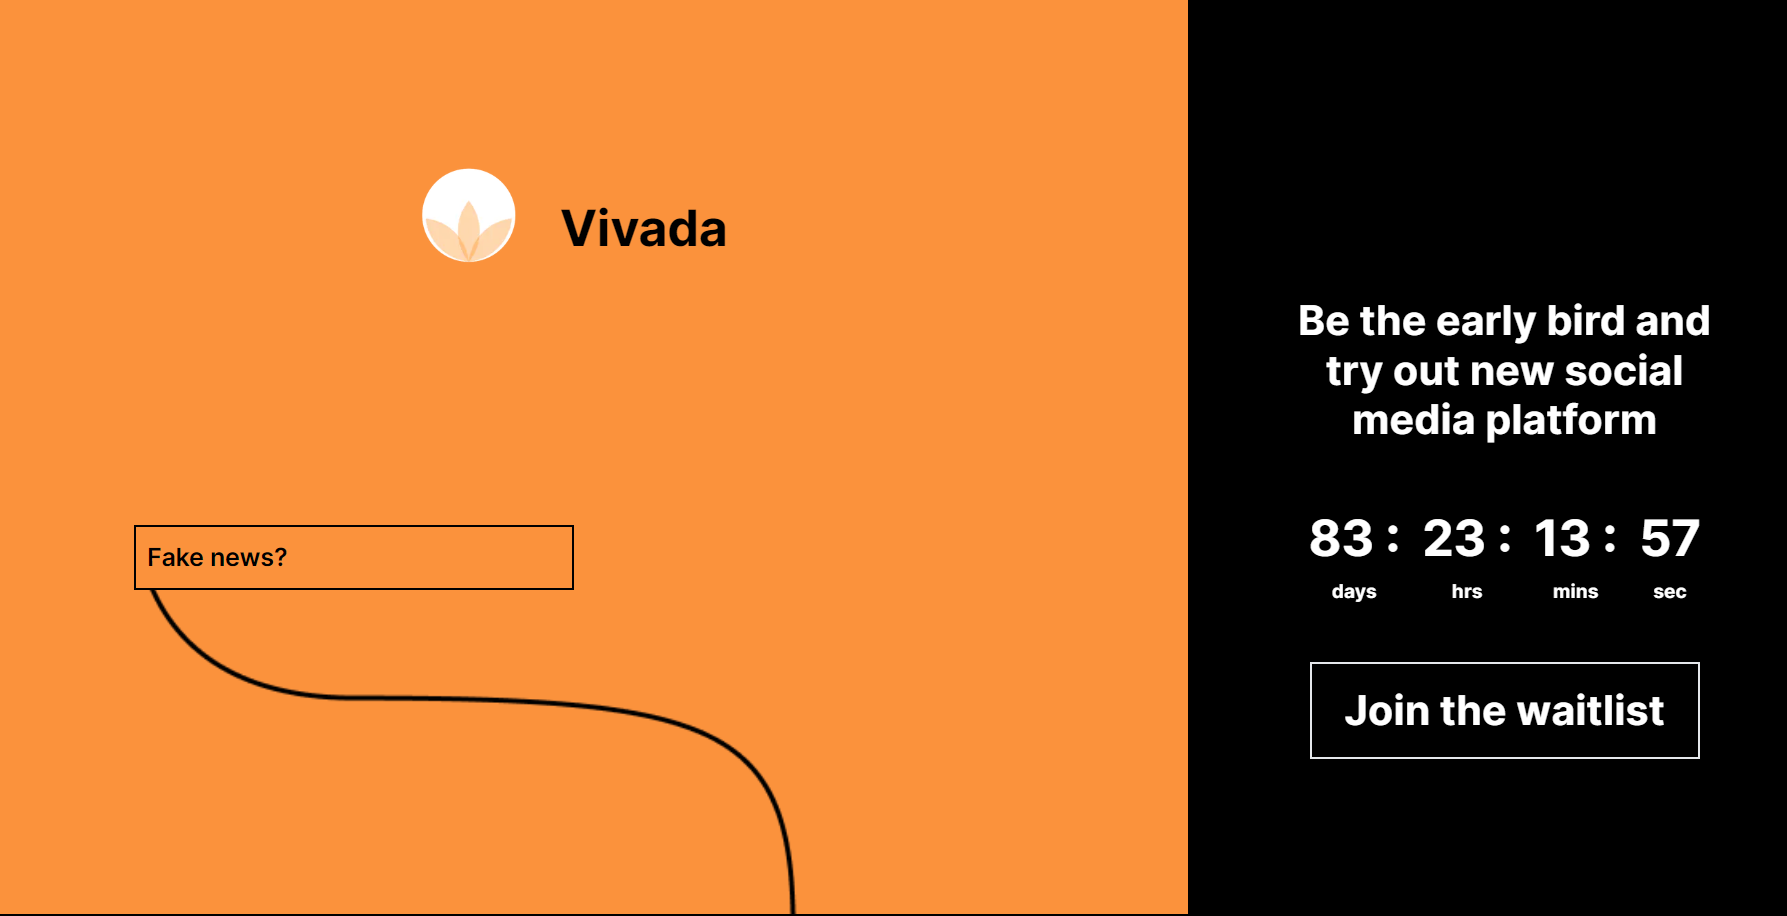 Vivada
Fake news?
Be the early bird and
try out new social
media platform
83 : 23 : 13 : 57
days hrs mins sec
Join the waitlist